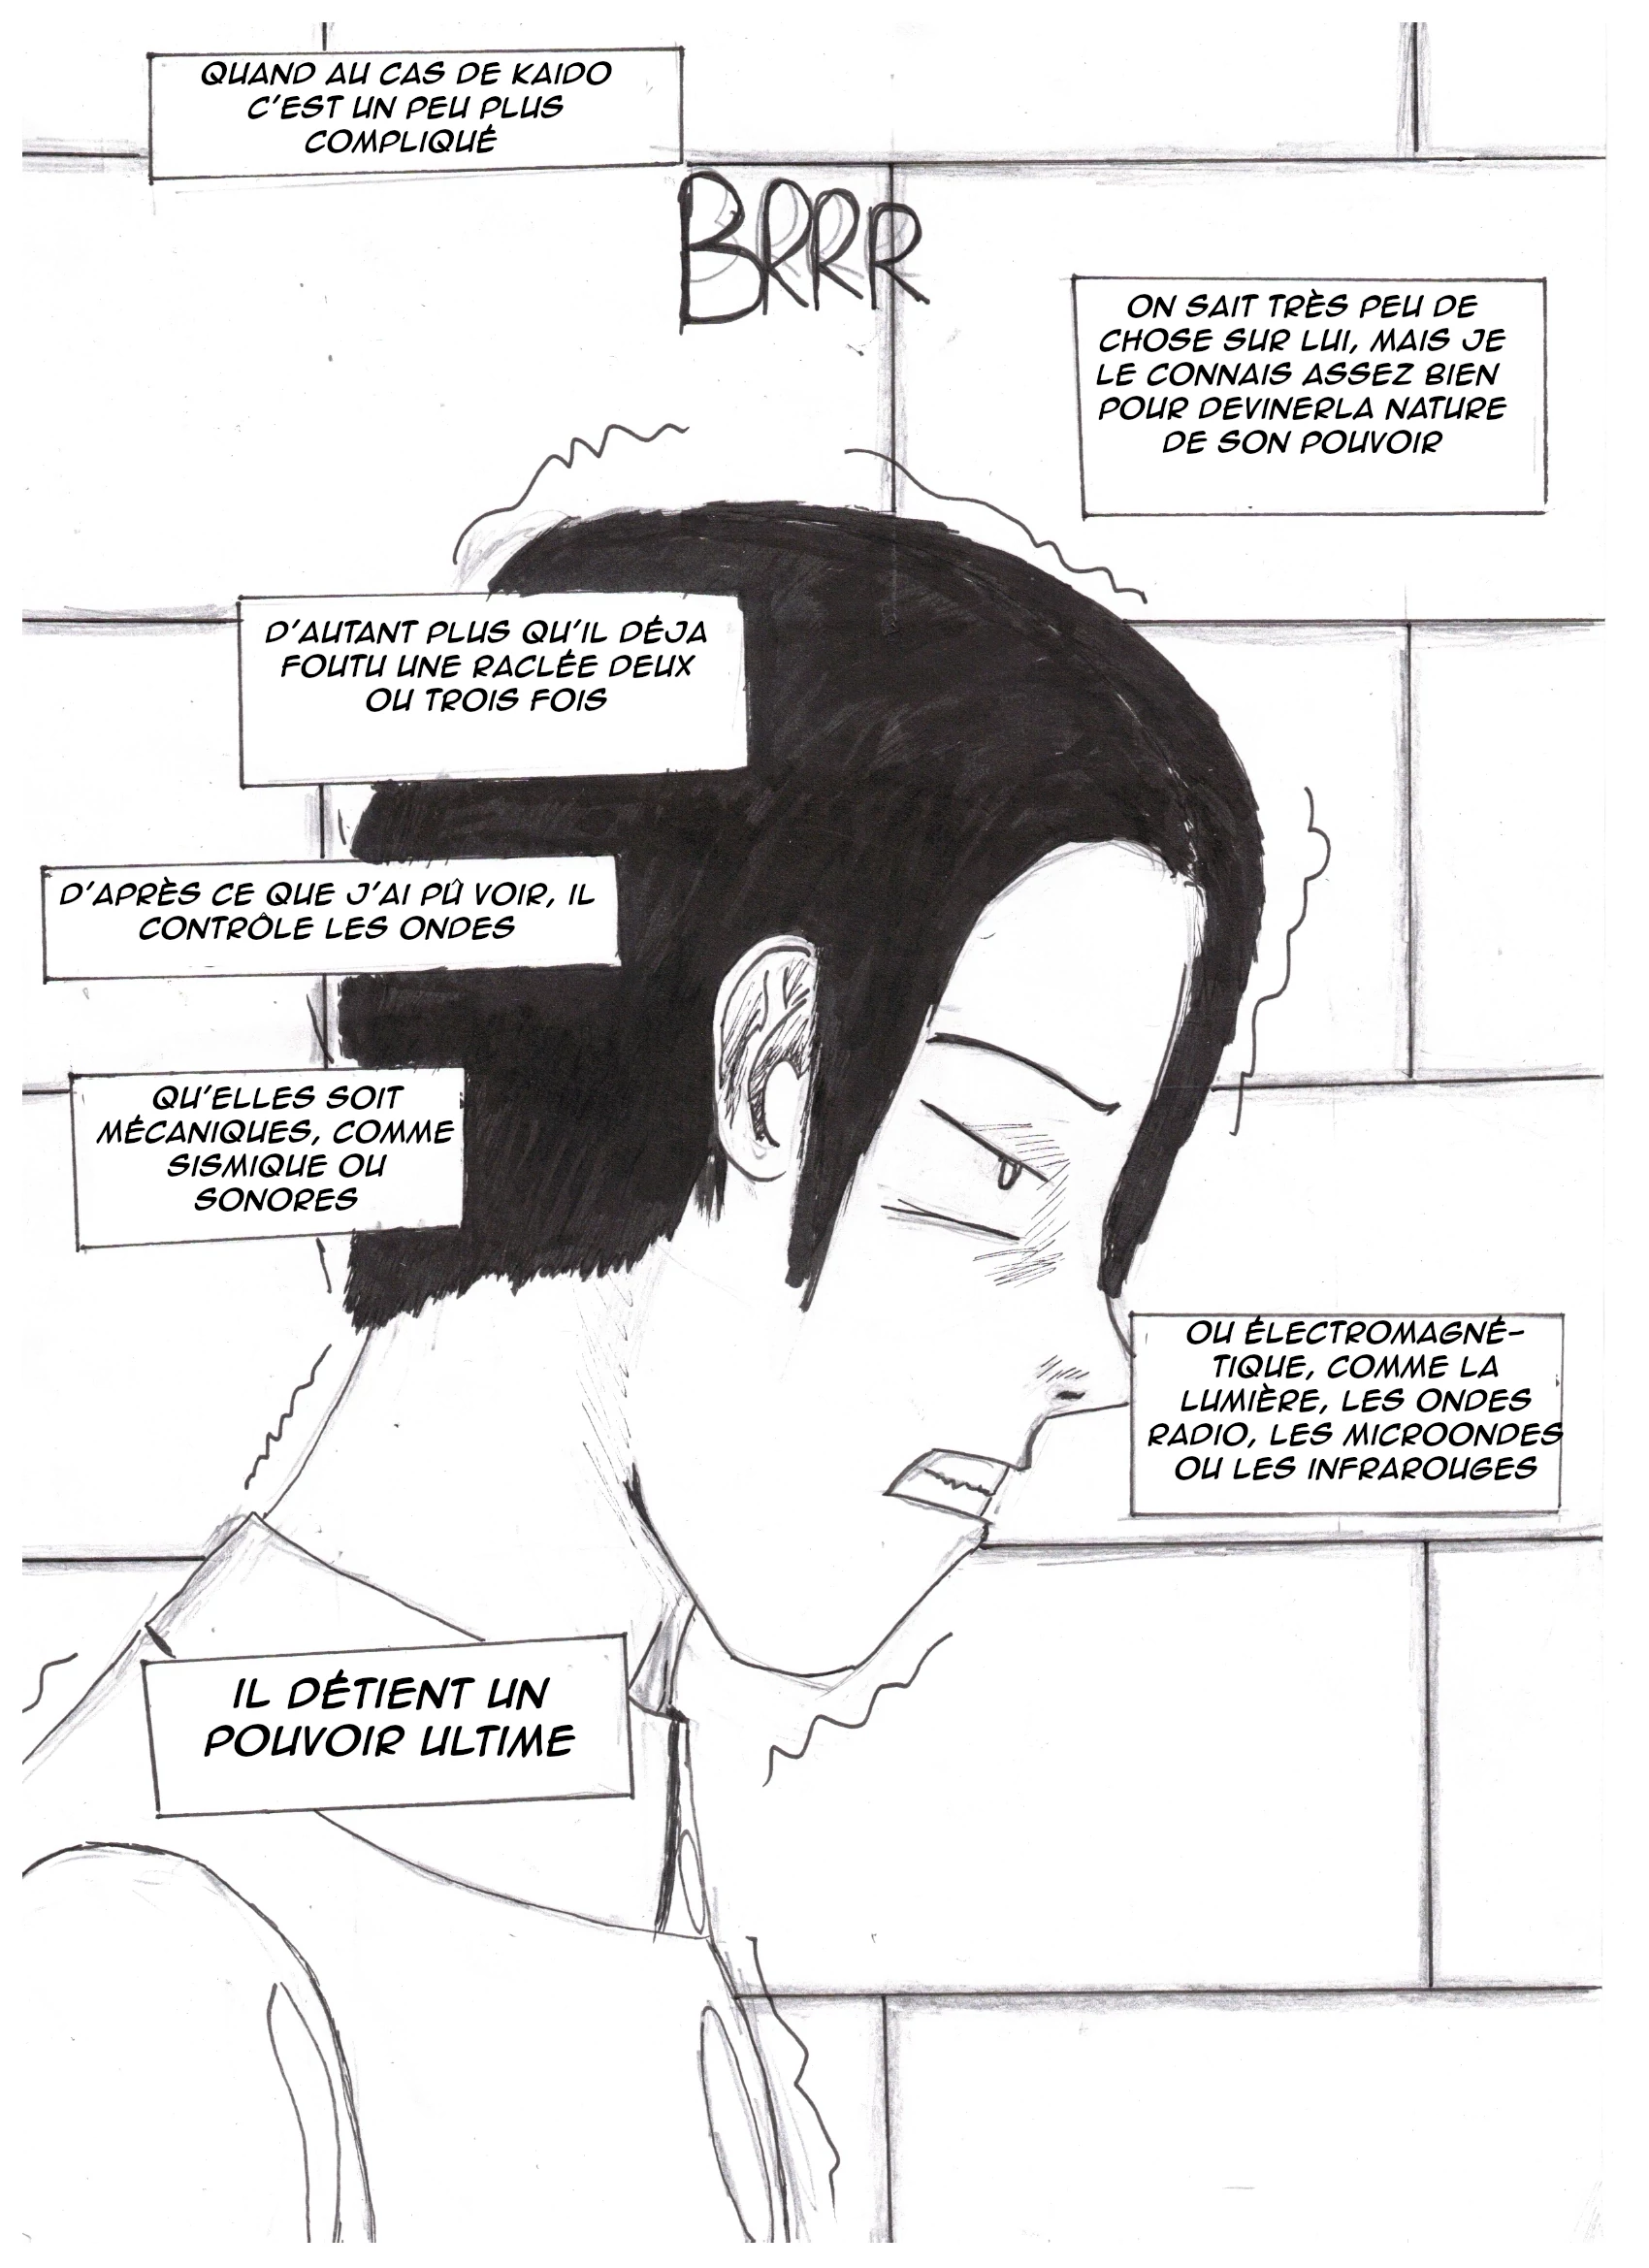 QUAND AU CAS DE KAIDO
C'EST UN PEU PLUS
COMPLIQUÉ
BRRR
ON SAIT TRÈS PEU DE
CHOSE SUR LUI, MAIS JE
LE CONNAIS ASSEZ BIEN
POUR DEVINERLA NATURE
DE SON POUVOIR
D'AUTANT PLUS QU'IL DÉJA
FOUTU UNE RACLÉE DEUX
OU TROIS FOIS
D'APRÈS CE QUE J'AI PÛ VOIR, IL
CONTRÔLE LES ONDES
QU'ELLES SOIT
MÉCANIQUES, COMME
SISMIQUE OU
SONORES
OU ÉLECTROMAGNÉ-
TIQUE, COMME LA
LUMIÈRE, LES ONDES
RADIO, LES MICROONDES
OU LES INFRAROUGES
IL DÉTIENT UN
POUVOIR ULTIME